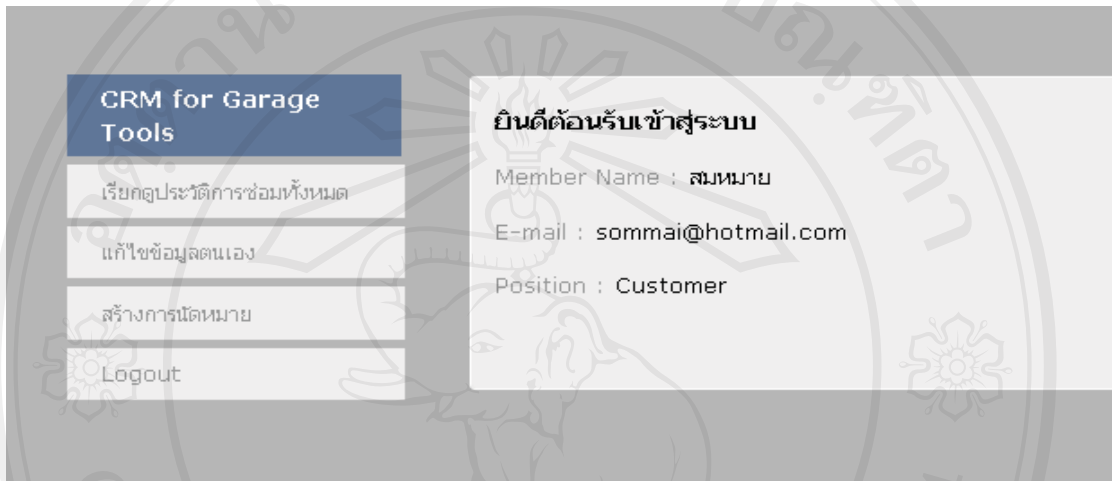 CRM for Garage
Tools
เรียกดูประวัติการซ่อมทั้งหมด
แก้ไขข้อมูลตนเอง
สร้างการนัดหมาย
Logout
ยินดีต้อนรับเข้าสู่ระบบ
Member Name : สมหมาย
E-mail : sommai@hotmail.com
Position : Customer